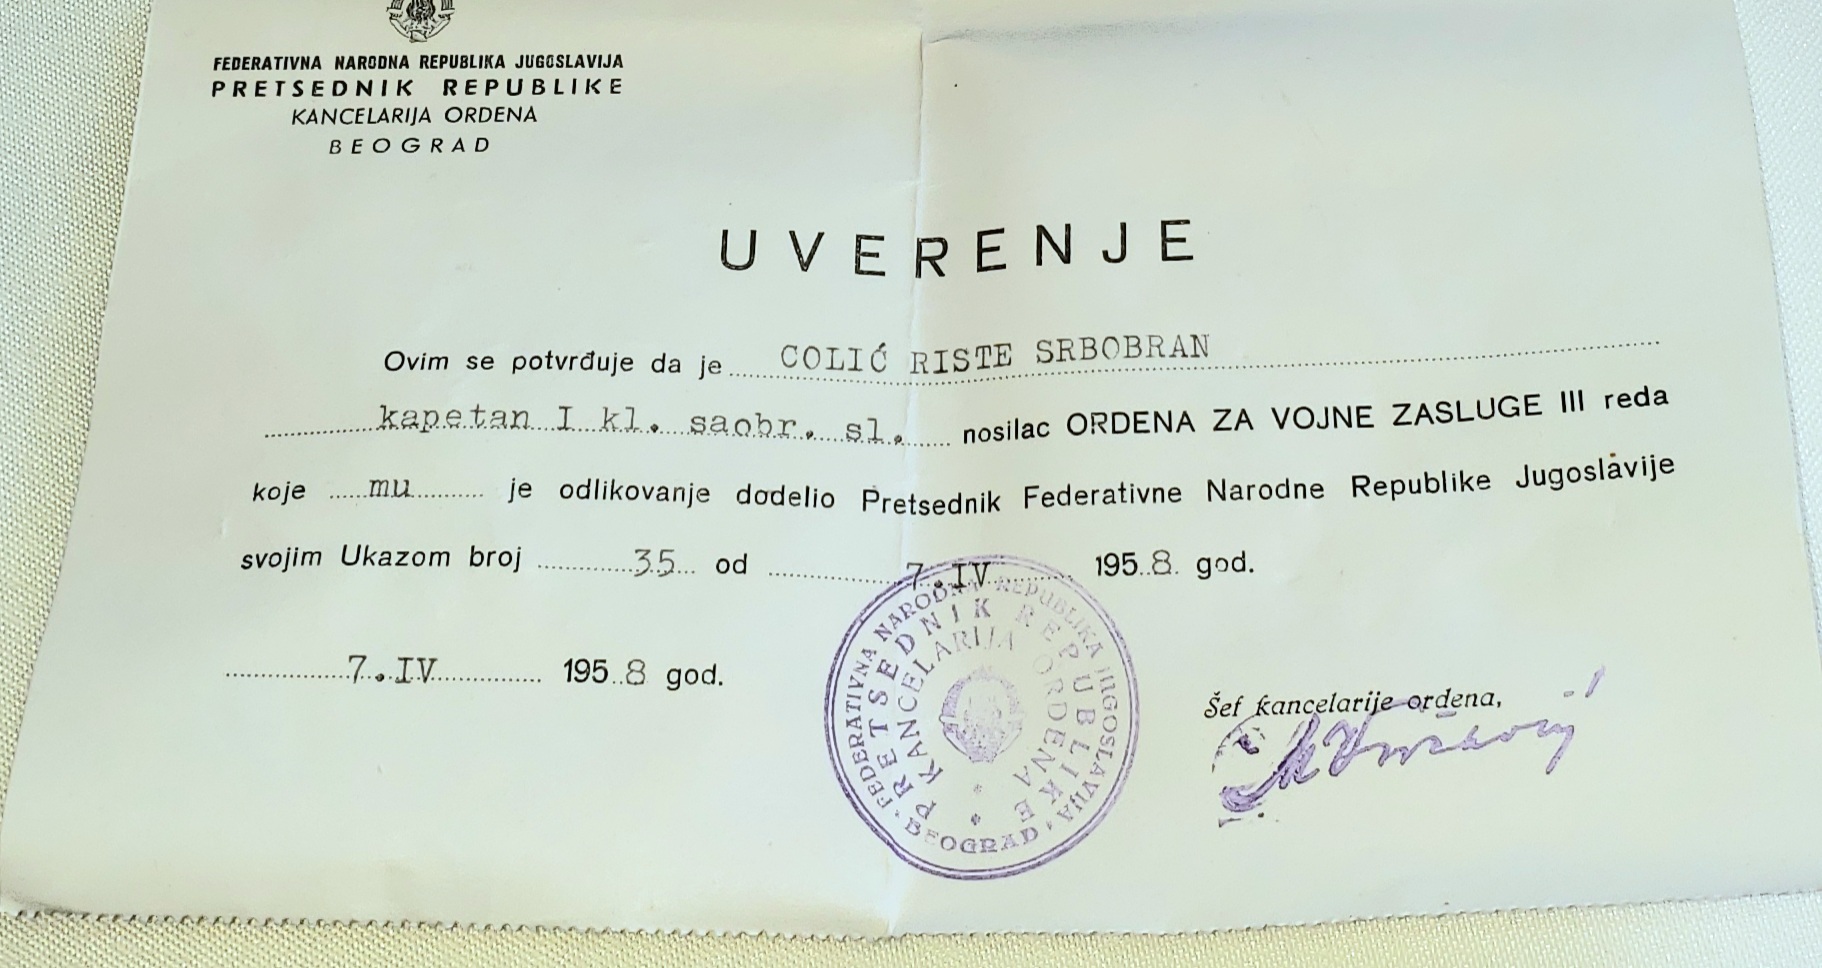 FEDERATIVNA NARODNA REPUBLIKA JUGOSLAVIJA
PRETSEDNIK REPUBLIKE
KANCELARIJA ORDENA
BEOGRAD
UVERENJE
Ovim se potvrđuje da je COLIĆ RISTE SRBOBRAN
kapetan I kl. saobr. sl. nosilac ORDENA ZA VOJNE ZASLUGE III reda
koje mu je odlikovanje dodelio Pretsednik Federativne Narodne Republike Jugoslavije
svojim Ukazom broj 35 od 7.IV 1958. god.
7.IV 1958 god.
FEDERATIVNA NARODNA REPUBLIKA JUGOSLAVIJA
PRETSEDNIK REPUBLIKE
KANCELARIJA ORDENA
BEOGRAD
Šef kancelarije ordena,